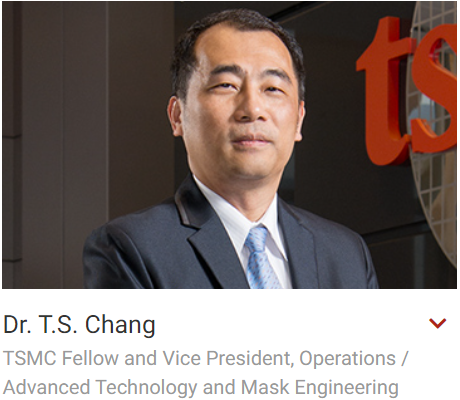 ts
Dr. T.S. Chang
TSMC Fellow and Vice President, Operations /
Advanced Technology and Mask Engineering